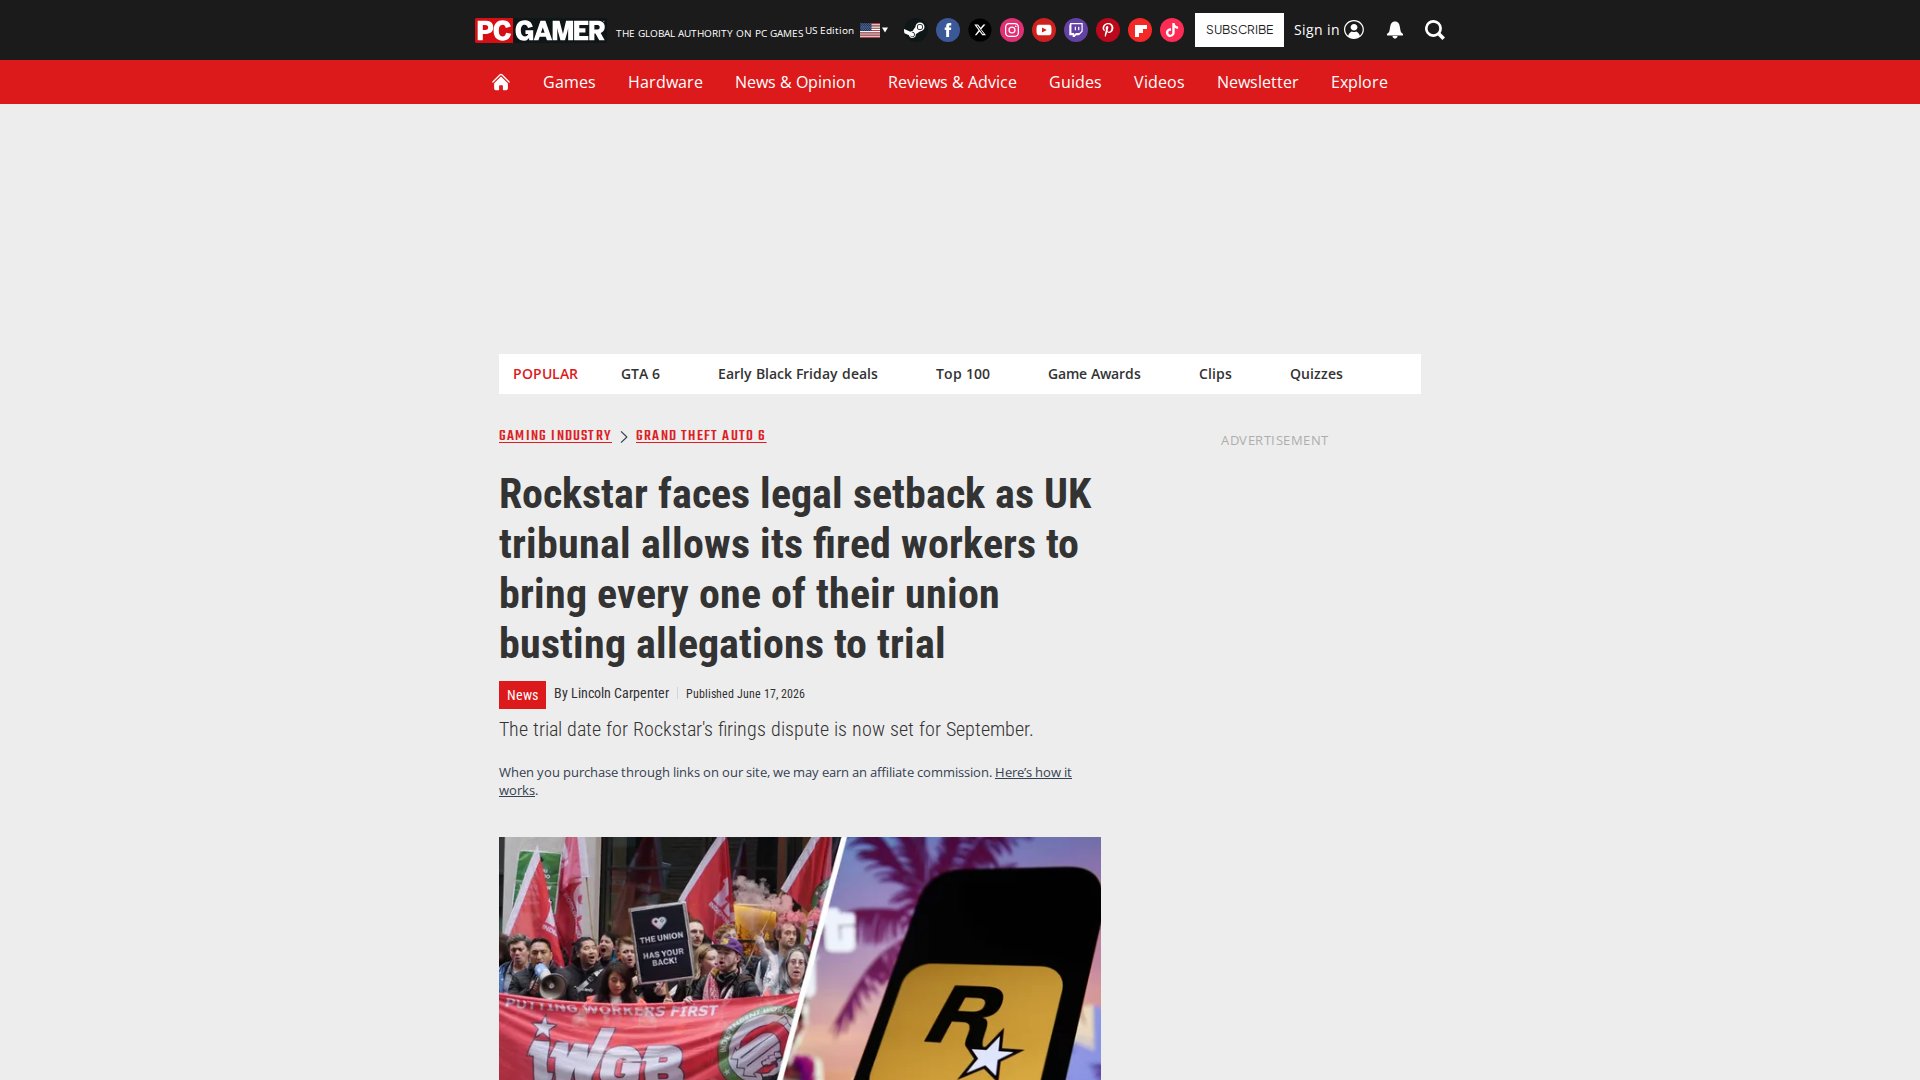 PC GAMER THE GLOBAL AUTHORITY ON PC GAMES US Edition SUBSCRIBE Sign in
Games Hardware News & Opinion Reviews & Advice Guides Videos Newsletter Explore
POPULAR GTA 6 Early Black Friday deals Top 100 Game Awards Clips Quizzes
GAMING INDUSTRY GRAND THEFT AUTO 6
ADVERTISEMENT
Rockstar faces legal setback as UK
tribunal allows its fired workers to
bring every one of their union
busting allegations to trial
News By Lincoln Carpenter Published June 17, 2026
The trial date for Rockstar's firings dispute is now set for September.
When you purchase through links on our site, we may earn an affiliate commission. Here’s how it
works.
THE UNION
HAS YOUR
BACK!
PUTTING WORKERS FIRST
IWGB
R